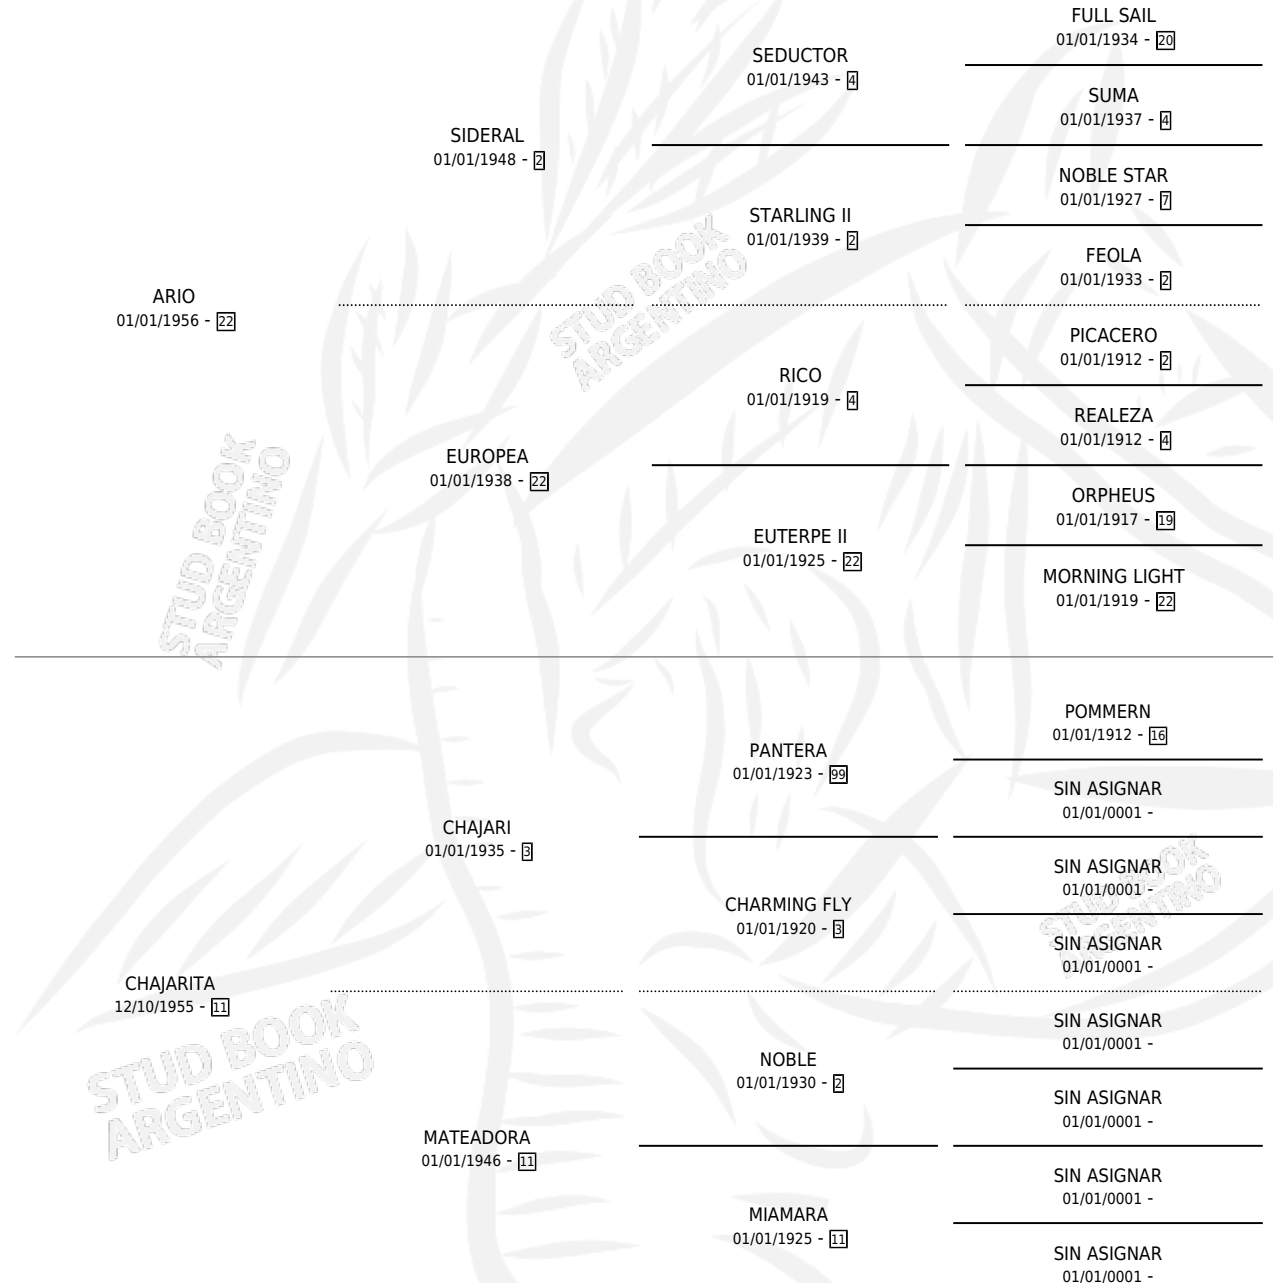 FULL SAIL
01/01/1934 - 20
SEDUCTOR
01/01/1943 - 4
SUMA
01/01/1937 - 4
SIDERAL
01/01/1948 - 2
NOBLE STAR
01/01/1927 - 7
STARLING II
01/01/1939 - 2
FEOLA
01/01/1933 - 2
ARIO
01/01/1956 - 22
PICACERO
01/01/1912 - 2
RICO
01/01/1919 - 4
REALEZA
01/01/1912 - 4
EUROPEA
01/01/1938 - 22
ORPHEUS
01/01/1917 - 19
EUTERPE II
01/01/1925 - 22
MORNING LIGHT
01/01/1919 - 22
POMMERN
01/01/1912 - 16
PANTERA
01/01/1923 - 99
SIN ASIGNAR
01/01/0001 -
CHAJARI
01/01/1935 - 3
SIN ASIGNAR
01/01/0001 -
CHARMING FLY
01/01/1920 - 3
SIN ASIGNAR
01/01/0001 -
CHAJARITA
12/10/1955 - 11
SIN ASIGNAR
01/01/0001 -
NOBLE
01/01/1930 - 2
SIN ASIGNAR
01/01/0001 -
MATEADORA
01/01/1946 - 11
SIN ASIGNAR
01/01/0001 -
MIAMARA
01/01/1925 - 11
SIN ASIGNAR
01/01/0001 -
STUD BOOK
ARGENTINO
STUD BOOK
ARGENTINO
STUD BOOK
ARGENTINO
STUD BOOK
ARGENTINO